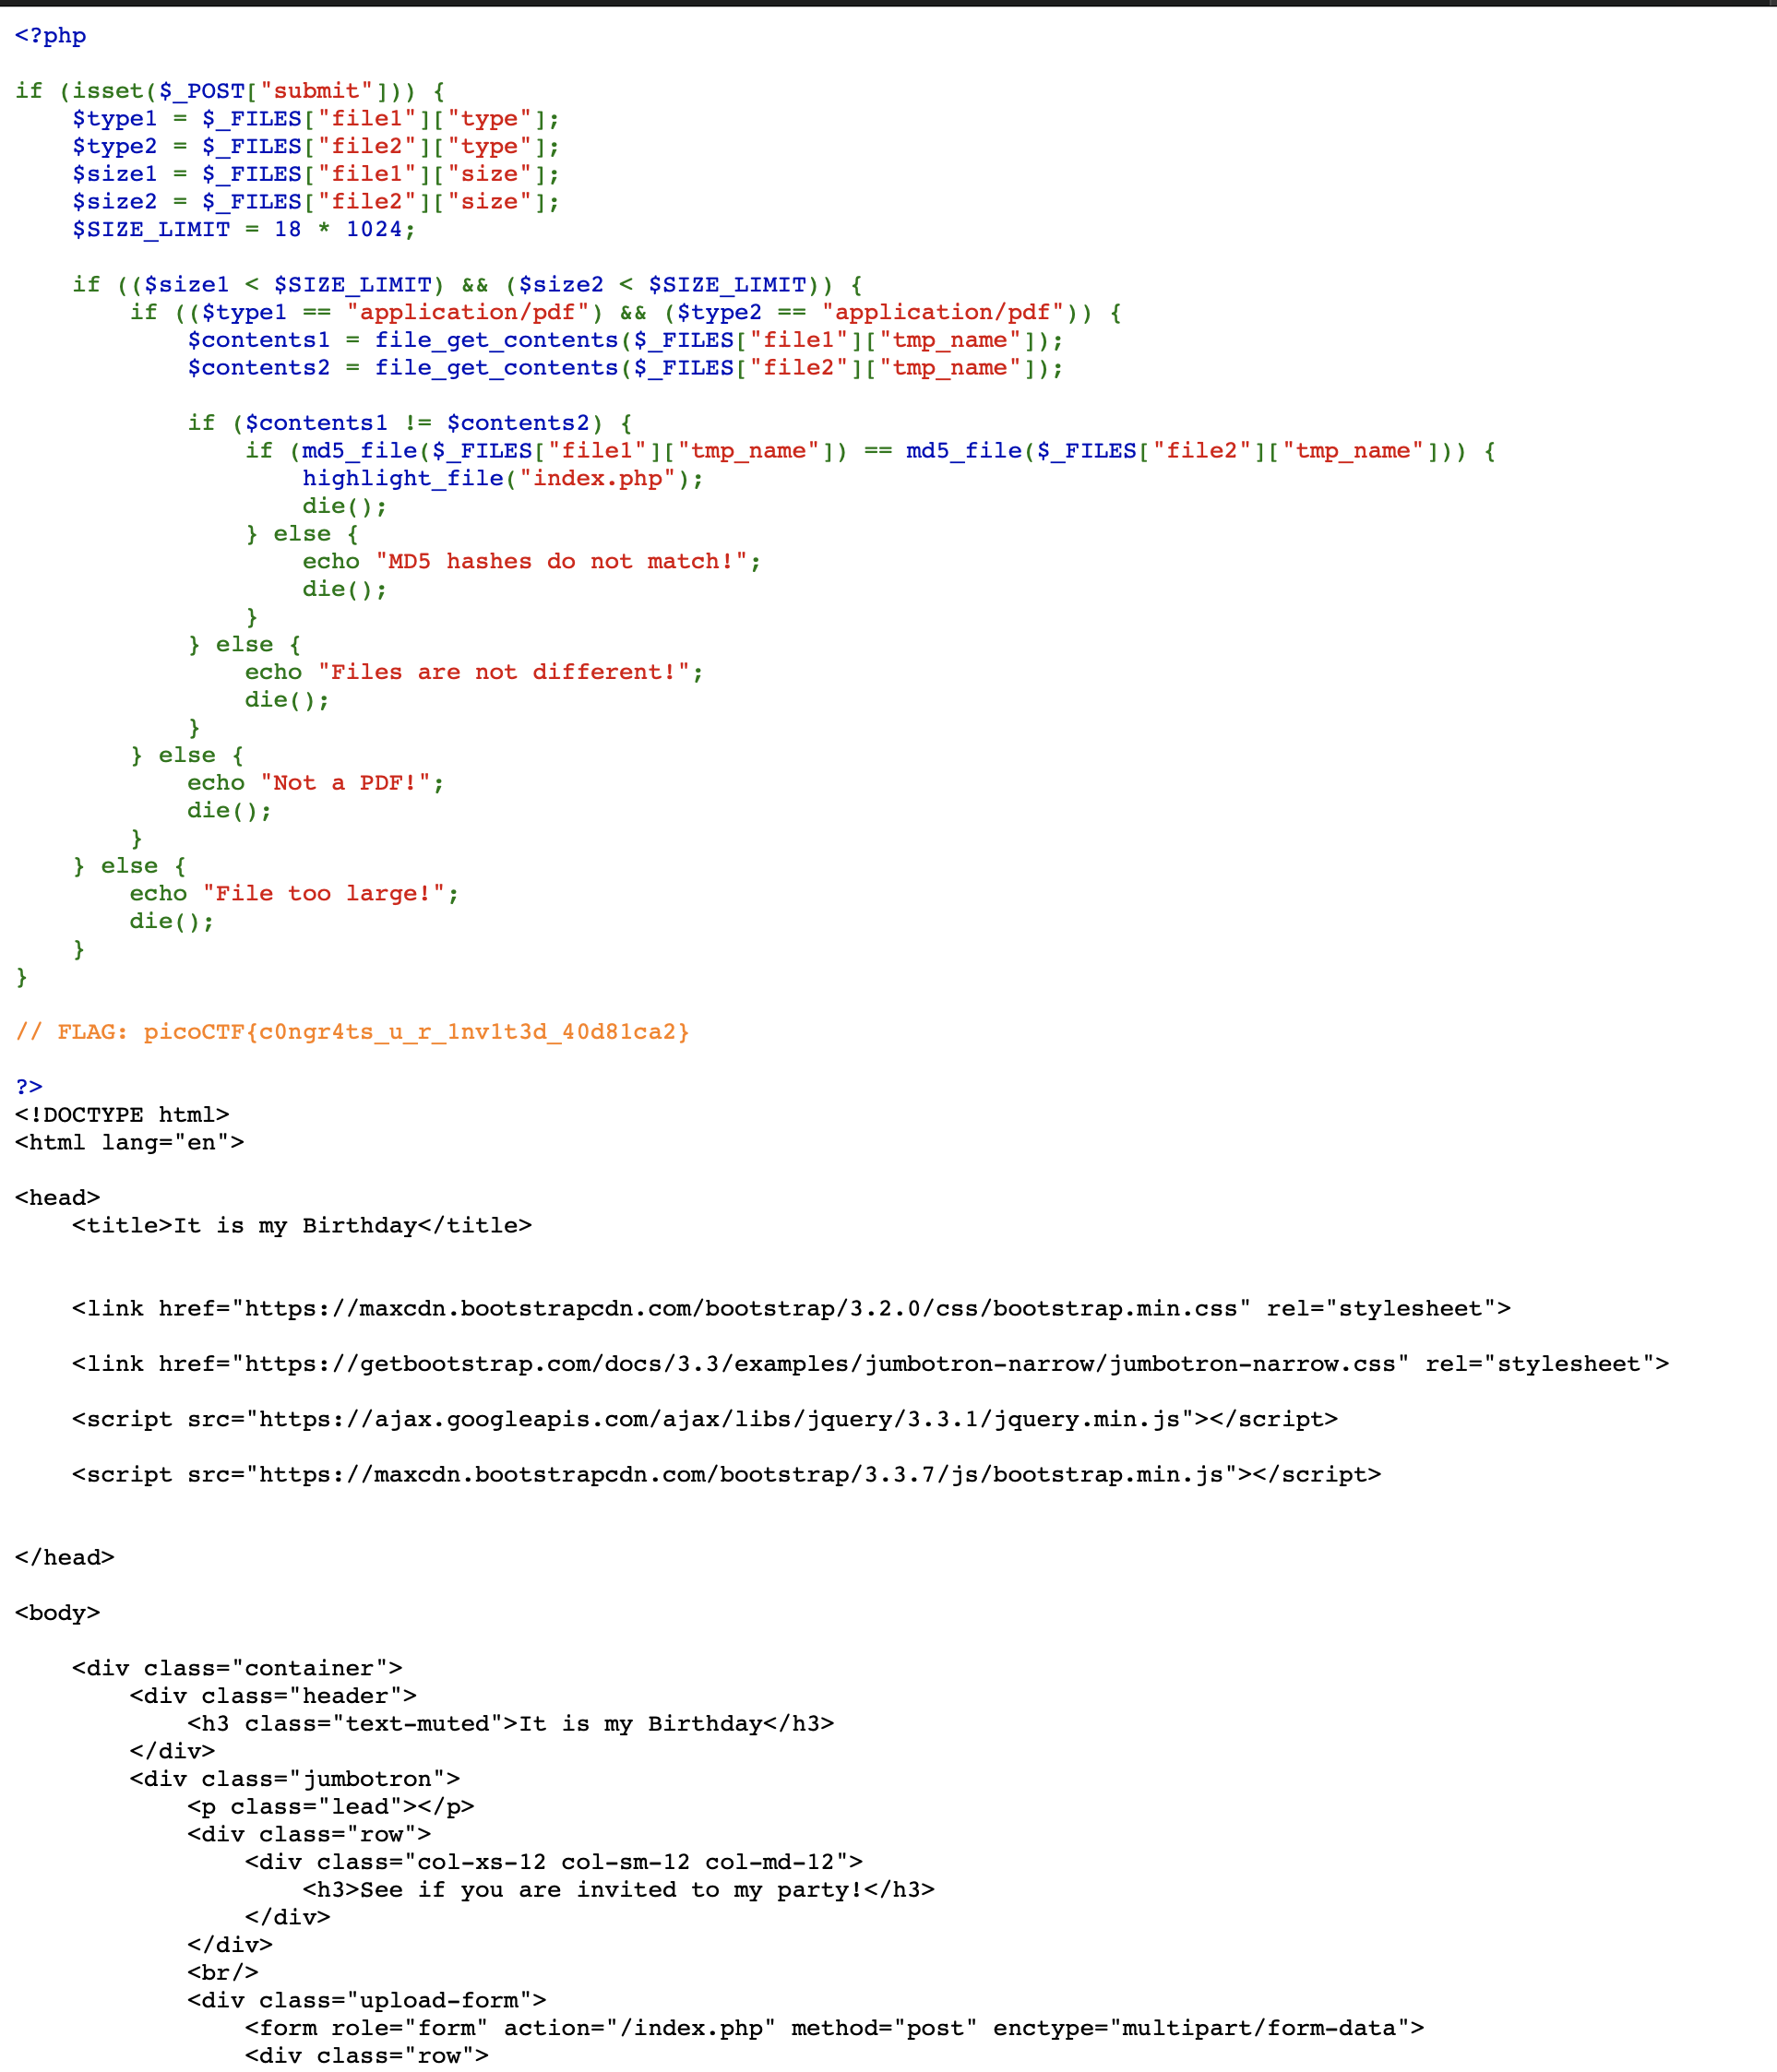 <?php
if (isset($_POST["submit"])) {
    $type1 = $_FILES["file1"]["type"];
    $type2 = $_FILES["file2"]["type"];
    $size1 = $_FILES["file1"]["size"];
    $size2 = $_FILES["file2"]["size"];
    $SIZE_LIMIT = 18 * 1024;
    if (($size1 < $SIZE_LIMIT) && ($size2 < $SIZE_LIMIT)) {
        if (($type1 == "application/pdf") && ($type2 == "application/pdf")) {
            $contents1 = file_get_contents($_FILES["file1"]["tmp_name"]);
            $contents2 = file_get_contents($_FILES["file2"]["tmp_name"]);
            if ($contents1 != $contents2) {
                if (md5_file($_FILES["file1"]["tmp_name"]) == md5_file($_FILES["file2"]["tmp_name"])) {
                    highlight_file("index.php");
                    die();
                } else {
                    echo "MD5 hashes do not match!";
                    die();
                }
            } else {
                echo "Files are not different!";
                die();
            }
        } else {
            echo "Not a PDF!";
            die();
        }
    } else {
        echo "File too large!";
        die();
    }
}
// FLAG: picoCTF{c0ngr4ts_u_r_1nv1t3d_40d81ca2}
?>
<!DOCTYPE html>
<html lang="en">
<head>
    <title>It is my Birthday</title>
    <link href="https://maxcdn.bootstrapcdn.com/bootstrap/3.2.0/css/bootstrap.min.css" rel="stylesheet">
    <link href="https://getbootstrap.com/docs/3.3/examples/jumbotron-narrow/jumbotron-narrow.css" rel="stylesheet">
    <script src="https://ajax.googleapis.com/ajax/libs/jquery/3.3.1/jquery.min.js"></script>
    <script src="https://maxcdn.bootstrapcdn.com/bootstrap/3.3.7/js/bootstrap.min.js"></script>
</head>
<body>
    <div class="container">
        <div class="header">
            <h3 class="text-muted">It is my Birthday</h3>
        </div>
        <div class="jumbotron">
            <p class="lead"></p>
            <div class="row">
                <div class="col-xs-12 col-sm-12 col-md-12">
                    <h3>See if you are invited to my party!</h3>
                </div>
            </div>
            <br/>
            <div class="upload-form">
                <form role="form" action="/index.php" method="post" enctype="multipart/form-data">
                <div class="row">